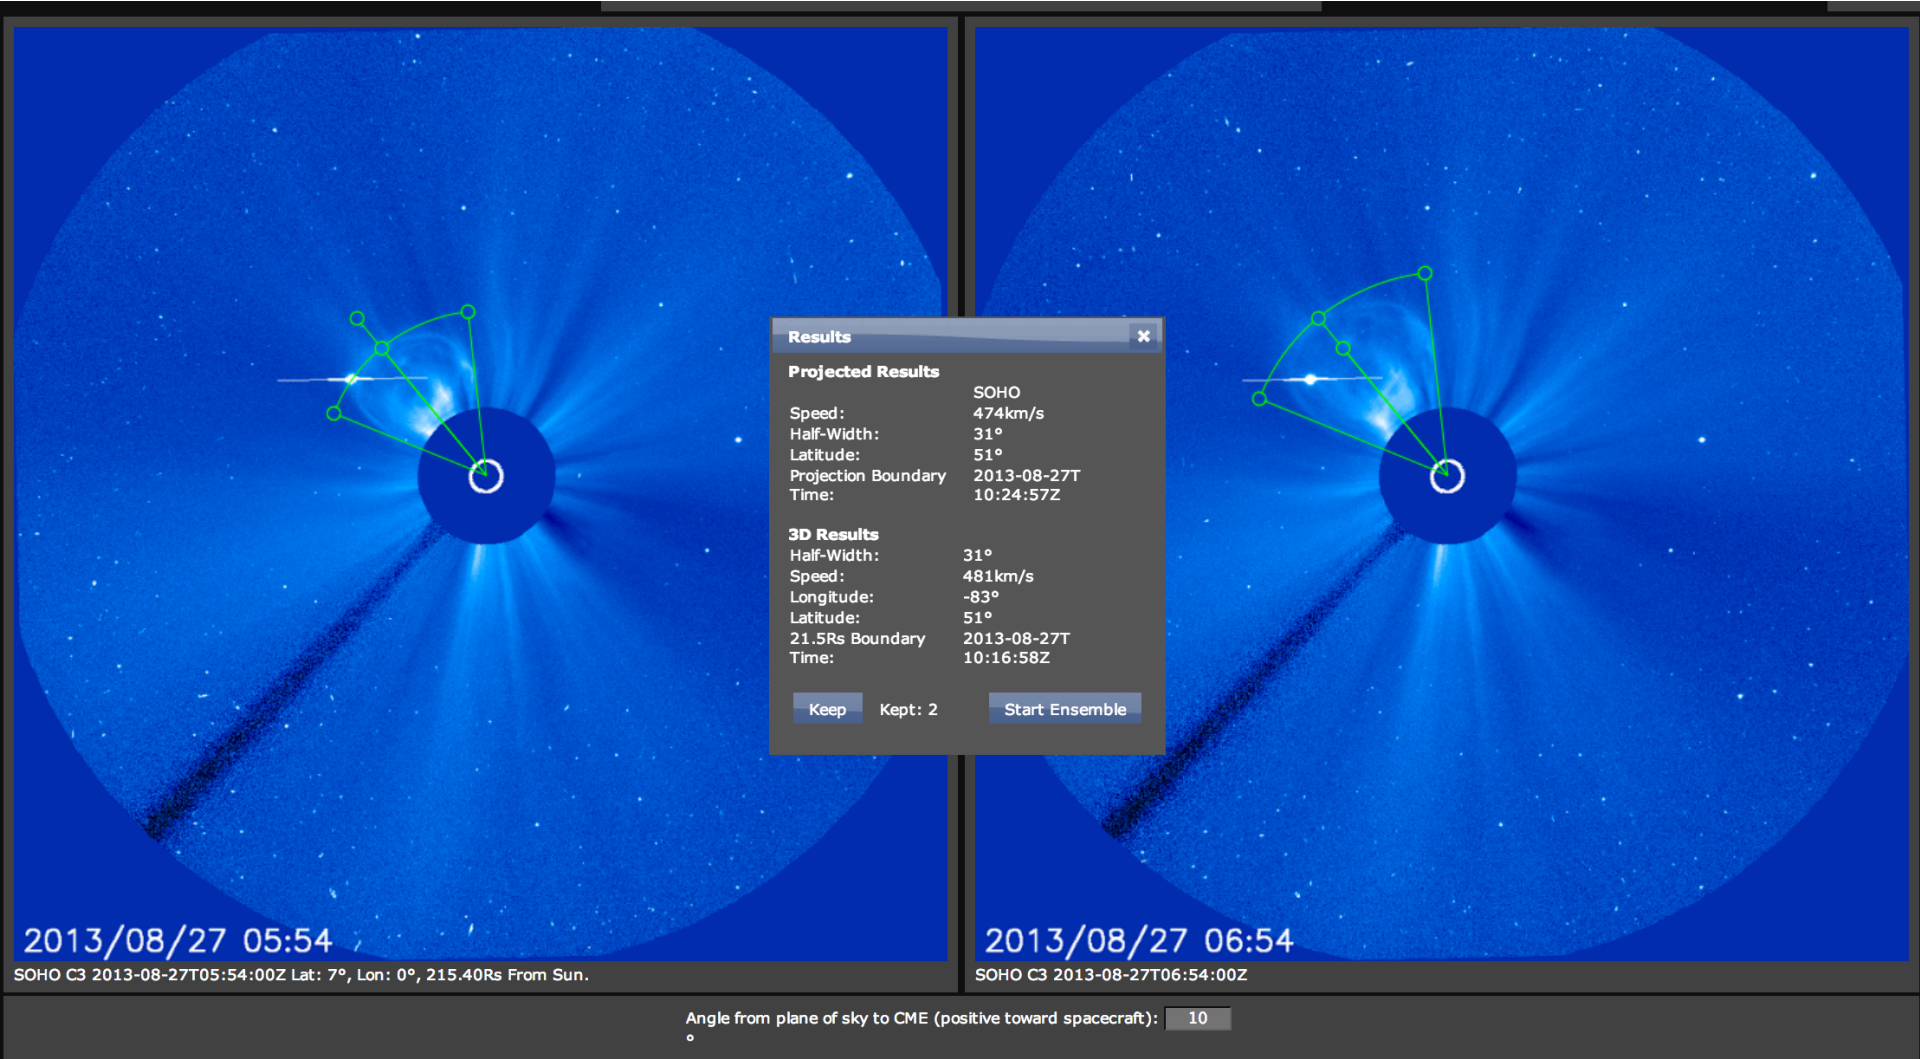 2013/08/27 05:54
SOHO C3 2013-08-27T05:54:00Z Lat: 7°, Lon: 0°, 215.40Rs From Sun.
Results
Projected Results
SOHO
Speed: 474km/s
Half-Width: 31°
Latitude: 51°
Projection Boundary 2013-08-27T
Time: 10:24:57Z
3D Results
Half-Width: 31°
Speed: 481km/s
Longitude: -83°
Latitude: 51°
21.5Rs Boundary 2013-08-27T
Time: 10:16:58Z
Keep Kept: 2 Start Ensemble
2013/08/27 06:54
SOHO C3 2013-08-27T06:54:00Z
Angle from plane of sky to CME (positive toward spacecraft): 10
°